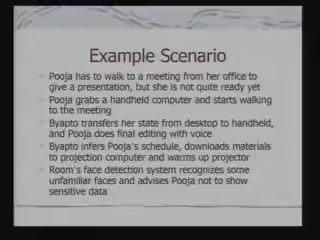 Example Scenario
Pooja has to walk to a meeting from her office to
give a presentation, but she is not quite ready yet
Pooja grabs a handheld computer and starts walking
to the meeting
Byapto transfers her state from desktop to handheld,
and Pooja does final editing with voice
Byapto infers Pooja's schedule, downloads materials
to projection computer and warms up projector
Room's face detection system recognizes some
unfamiliar faces and advises Pooja not to show
sensitive data